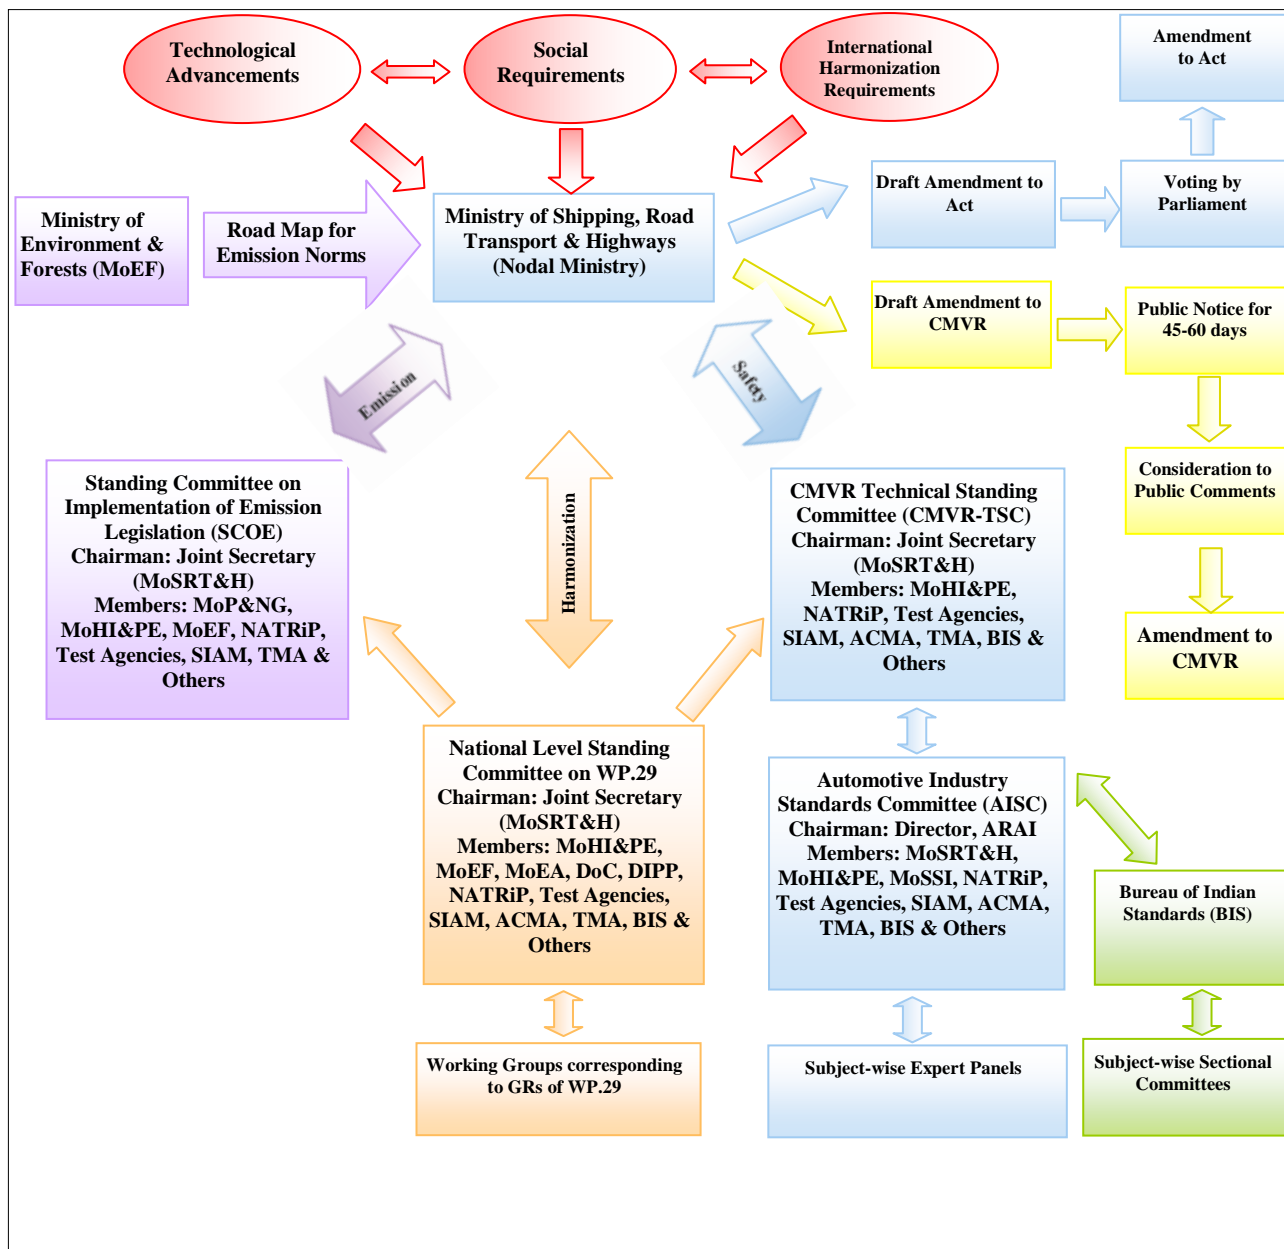 Technological
Advancements
Social
Requirements
International
Harmonization
Requirements
Amendment
to Act
Ministry of
Environment &
Forests (MoEF)
Road Map for
Emission Norms
Ministry of Shipping, Road
Transport & Highways
(Nodal Ministry)
Draft Amendment to
Act
Voting by
Parliament
Draft Amendment to
CMVR
Public Notice for
45-60 days
Emission
Safety
Harmonization
Consideration to
Public Comments
Amendment to
CMVR
Standing Committee on
Implementation of Emission
Legislation (SCOE)
Chairman: Joint Secretary
(MoSRT&H)
Members: MoP&NG,
MoHI&PE, MoEF, NATRiP,
Test Agencies, SIAM, TMA &
Others
CMVR Technical Standing
Committee (CMVR-TSC)
Chairman: Joint Secretary
(MoSRT&H)
Members: MoHI&PE,
NATRiP, Test Agencies,
SIAM, ACMA, TMA, BIS &
Others
National Level Standing
Committee on WP.29
Chairman: Joint Secretary
(MoSRT&H)
Members: MoHI&PE,
MoEF, MoEA, DoC, DIPP,
NATRiP, Test Agencies,
SIAM, ACMA, TMA, BIS &
Others
Automotive Industry
Standards Committee (AISC)
Chairman: Director, ARAI
Members: MoSRT&H,
MoHI&PE, MoSSI, NATRiP,
Test Agencies, SIAM, ACMA,
TMA, BIS & Others
Bureau of Indian
Standards (BIS)
Working Groups corresponding
to GRs of WP.29
Subject-wise Expert Panels
Subject-wise Sectional
Committees